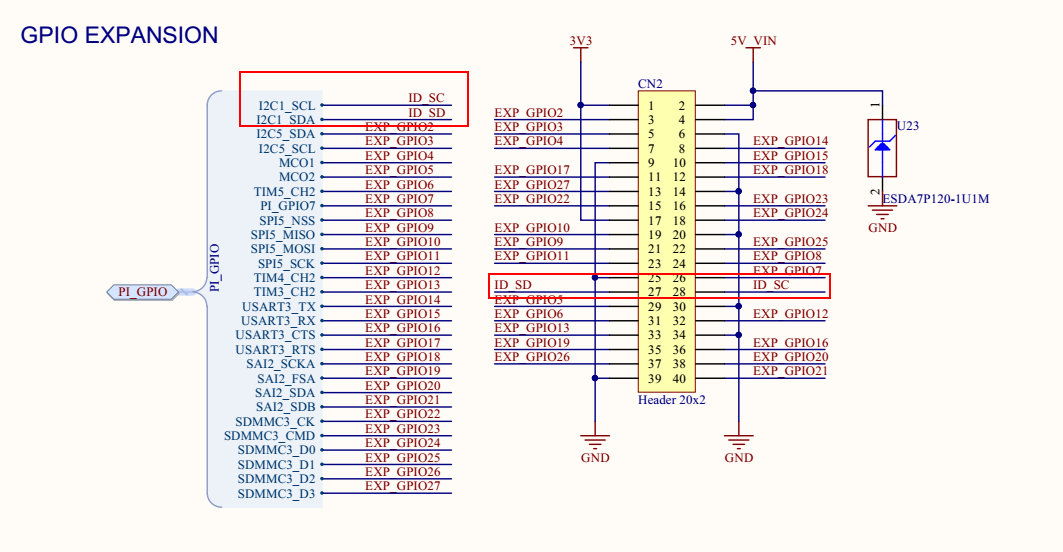 GPIO EXPANSION
PI_GPIO
PI_GPIO
I2C1_SCL ID_SC
I2C1_SDA ID_SD
I2C5_SDA EXP_GPIO2
I2C5_SCL EXP_GPIO3
MCO1 EXP_GPIO4
MCO2 EXP_GPIO5
TIM5_CH2 EXP_GPIO6
PI_GPIO7 EXP_GPIO7
SPI5_NSS EXP_GPIO8
SPI5_MISO EXP_GPIO9
SPI5_MOSI EXP_GPIO10
SPI5_SCK EXP_GPIO11
TIM4_CH2 EXP_GPIO12
TIM3_CH2 EXP_GPIO13
USART3_TX EXP_GPIO14
USART3_RX EXP_GPIO15
USART3_CTS EXP_GPIO16
USART3_RTS EXP_GPIO17
SAI2_SCKA EXP_GPIO18
SAI2_FSA EXP_GPIO19
SAI2_SDA EXP_GPIO20
SAI2_SDB EXP_GPIO21
SDMMC3_CK EXP_GPIO22
SDMMC3_CMD EXP_GPIO23
SDMMC3_D0 EXP_GPIO24
SDMMC3_D1 EXP_GPIO25
SDMMC3_D2 EXP_GPIO26
SDMMC3_D3 EXP_GPIO27
3V3 5V_VIN
CN2
1 2
EXP_GPIO2 3 4
EXP_GPIO3 5 6
EXP_GPIO4 7 8 EXP_GPIO14
9 10 EXP_GPIO15
EXP_GPIO17 11 12 EXP_GPIO18
EXP_GPIO27 13 14
EXP_GPIO22 15 16 EXP_GPIO23
17 18 EXP_GPIO24
EXP_GPIO10 19 20
EXP_GPIO9 21 22 EXP_GPIO25
EXP_GPIO11 23 24 EXP_GPIO8
25 26 EXP_GPIO7
ID_SD 27 28 ID_SC
EXP_GPIO5 29 30
EXP_GPIO6 31 32 EXP_GPIO12
EXP_GPIO13 33 34
EXP_GPIO19 35 36 EXP_GPIO16
EXP_GPIO26 37 38 EXP_GPIO20
39 40 EXP_GPIO21
Header 20x2
GND GND
1
U23
2
ESDA7P120-1U1M
GND